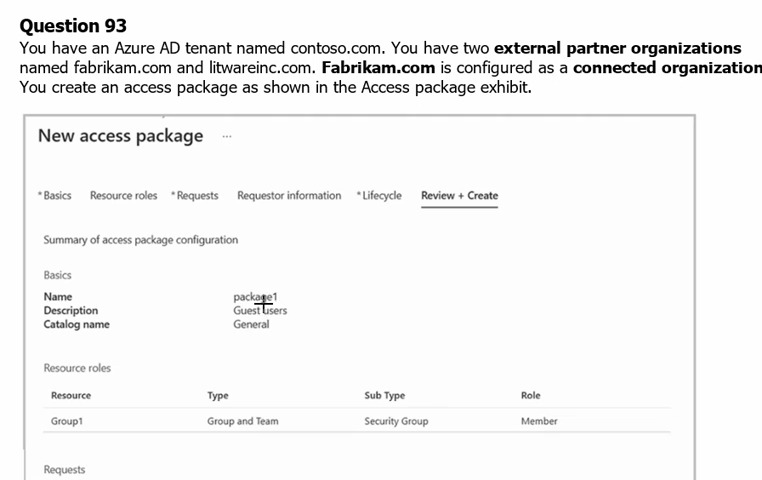 Question 93
You have an Azure AD tenant named contoso.com. You have two external partner organizations
named fabrikam.com and litwareinc.com. Fabrikam.com is configured as a connected organization
You create an access package as shown in the Access package exhibit.
New access package ...
* Basics Resource roles * Requests Requestor information * Lifecycle Review + Create
Summary of access package configuration
Basics
Name package1
Description Guest users
Catalog name General
Resource roles
Resource Type Sub Type Role
Group1 Group and Team Security Group Member
Requests